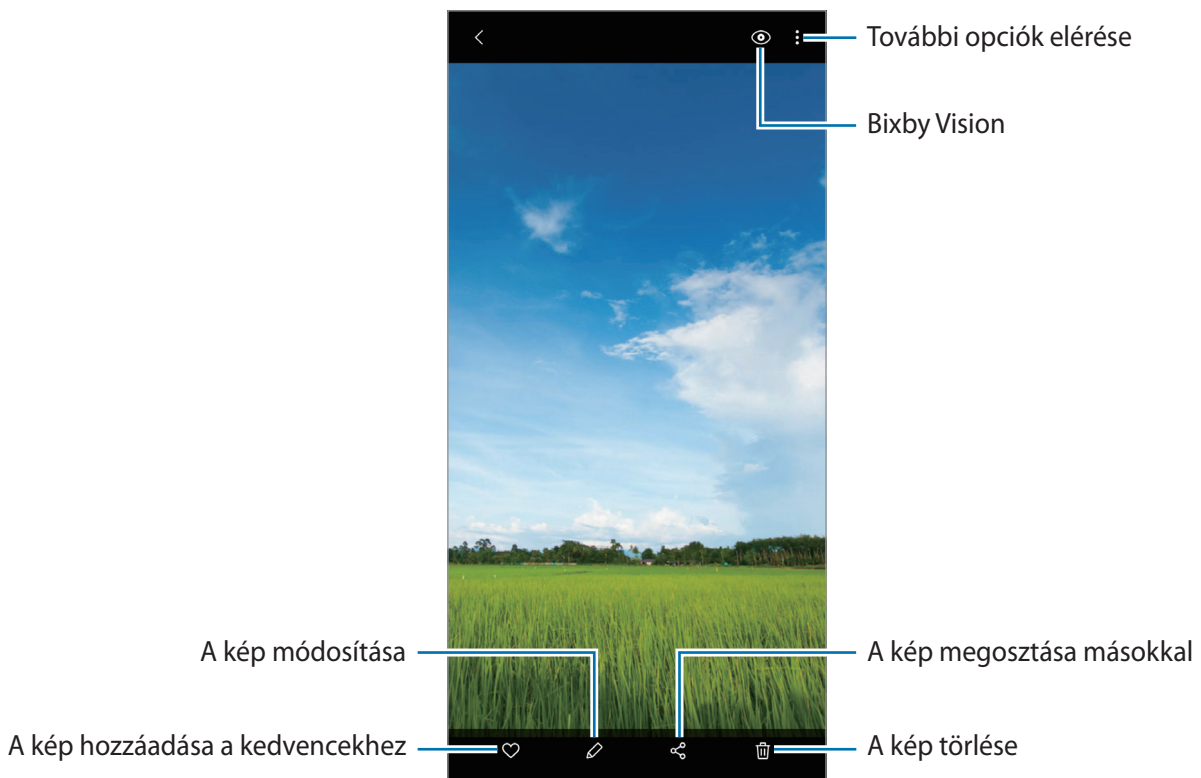 További opciók elérése
Bixby Vision
A kép módosítása
A kép megosztása másokkal
A kép hozzáadása a kedvencekhez
A kép törlése